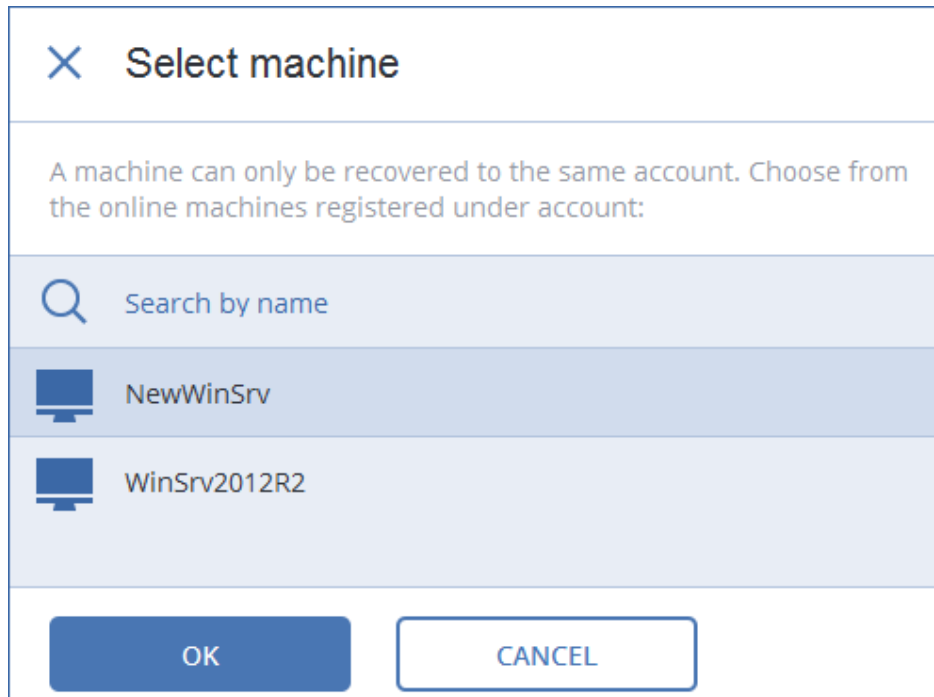 Select machine
A machine can only be recovered to the same account. Choose from
the online machines registered under account:
Search by name
NewWinSrv
WinSrv2012R2
OK
CANCEL